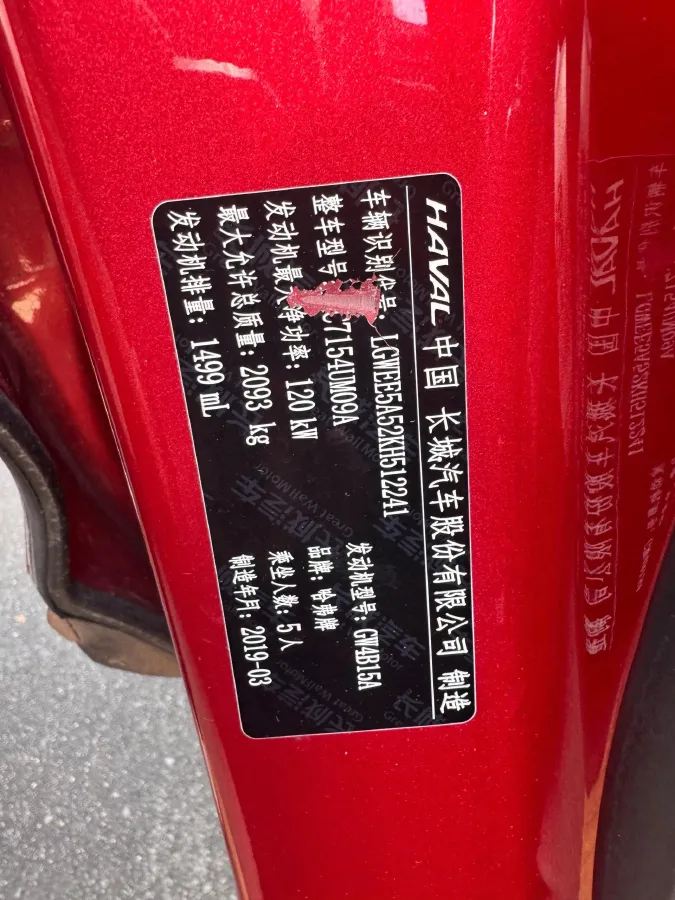 HAVAL 中国 长城汽车股份有限公司 制造
车辆识别代号: LGWEE5A52KH512241
整车型号 C7154UM09A 发动机型号: GW4B15A
发动机最大净功率: 120 kW 品牌: 哈弗牌
最大允许总质量: 2093 kg 乘坐人数: 5 人
发动机排量: 1499 mL 制造年月: 2019-03